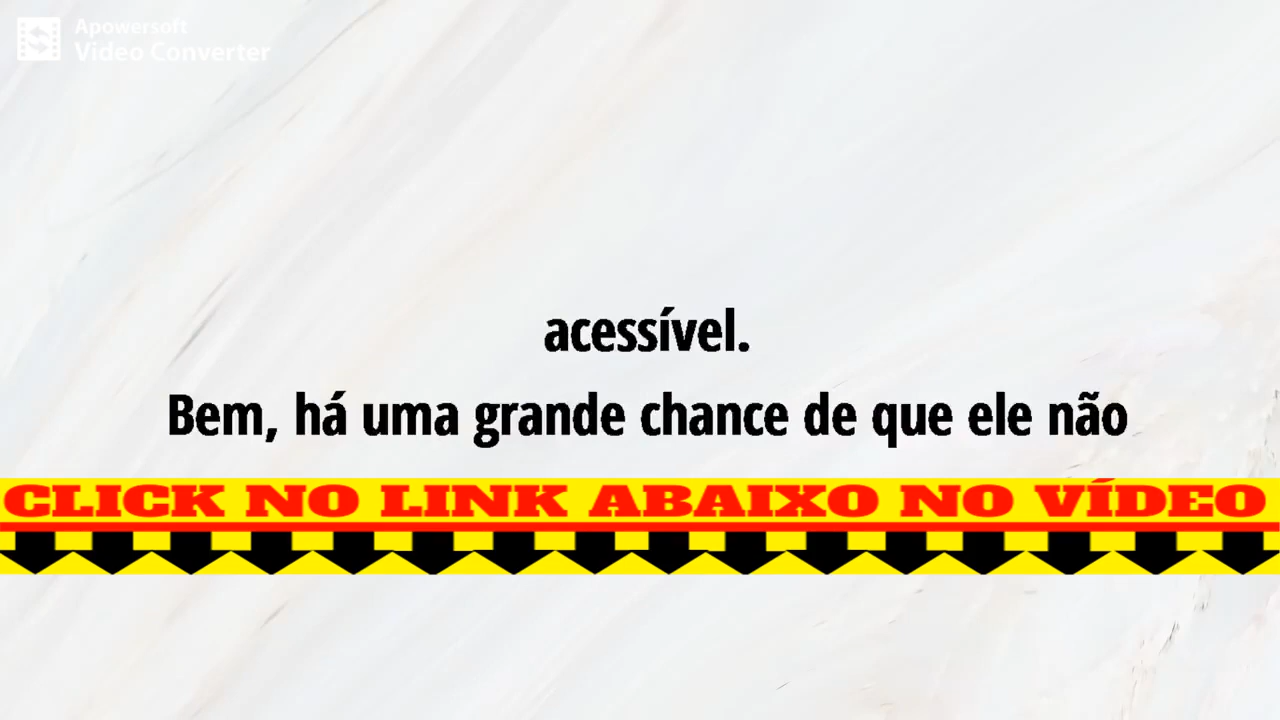 Apowersoft
Video Converter
acessível.
Bem, há uma grande chance de que ele não
CLICK NO LINK ABAIXO NO VÍDEO